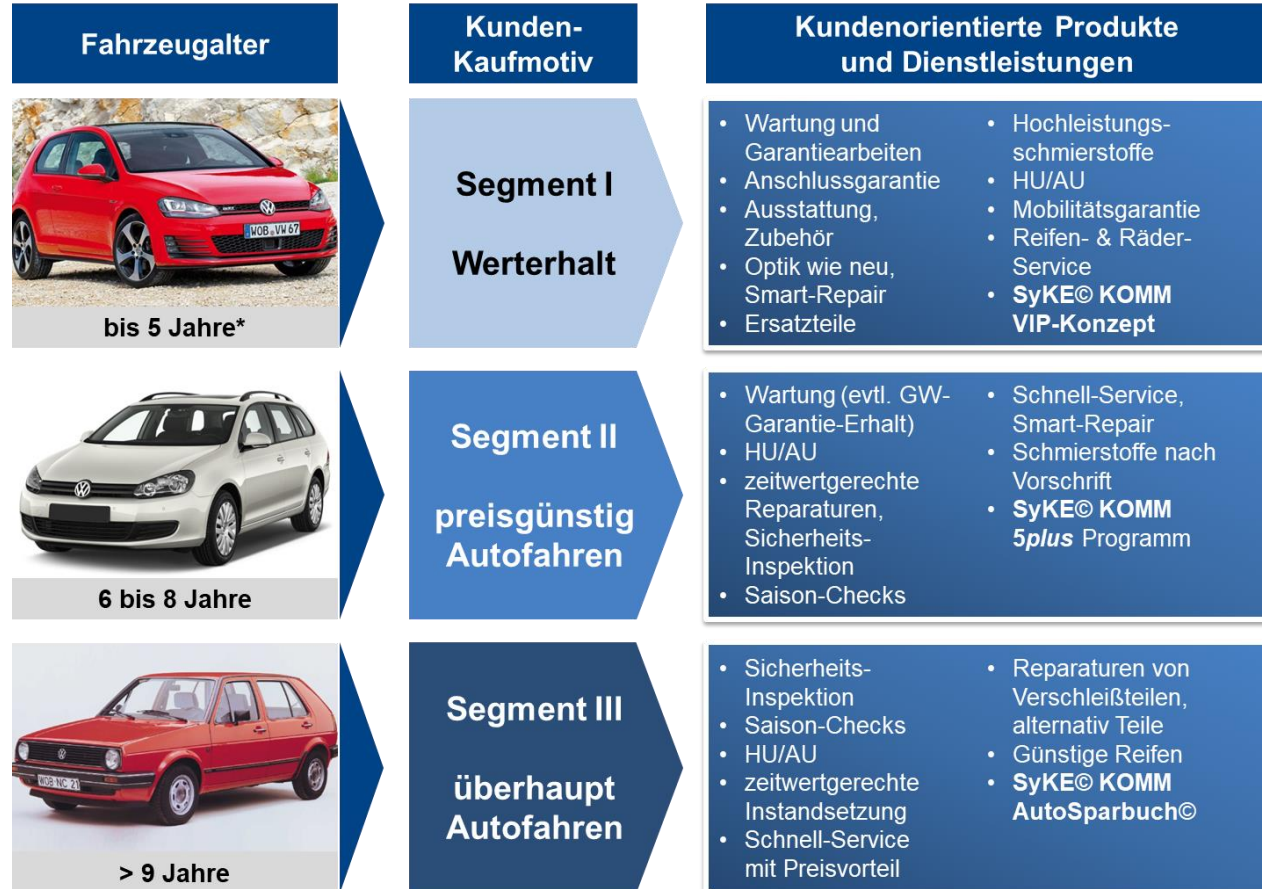 Fahrzeugalter
Kunden-
Kaufmotiv
Kundenorientierte Produkte
und Dienstleistungen
WOB VW 67
bis 5 Jahre*
Segment I
Werterhalt
• Wartung und
Garantiearbeiten
• Anschlussgarantie
• Ausstattung,
Zubehör
• Optik wie neu,
Smart-Repair
• Ersatzteile
• Hochleistungs-
schmierstoffe
• HU/AU
• Mobilitätsgarantie
• Reifen- & Räder-
Service
• SyKE© KOMM
VIP-Konzept
6 bis 8 Jahre
Segment II
preisgünstig
Autofahren
• Wartung (evtl. GW-
Garantie-Erhalt)
• HU/AU
• zeitwertgerechte
Reparaturen,
Sicherheits-
Inspektion
• Saison-Checks
• Schnell-Service,
Smart-Repair
• Schmierstoffe nach
Vorschrift
• SyKE© KOMM
5plus Programm
WOB-NC 21
> 9 Jahre
Segment III
überhaupt
Autofahren
• Sicherheits-
Inspektion
• Saison-Checks
• HU/AU
• zeitwertgerechte
Instandsetzung
• Schnell-Service
mit Preisvorteil
• Reparaturen von
Verschleißteilen,
alternativ Teile
• Günstige Reifen
• SyKE© KOMM
AutoSparbuch©